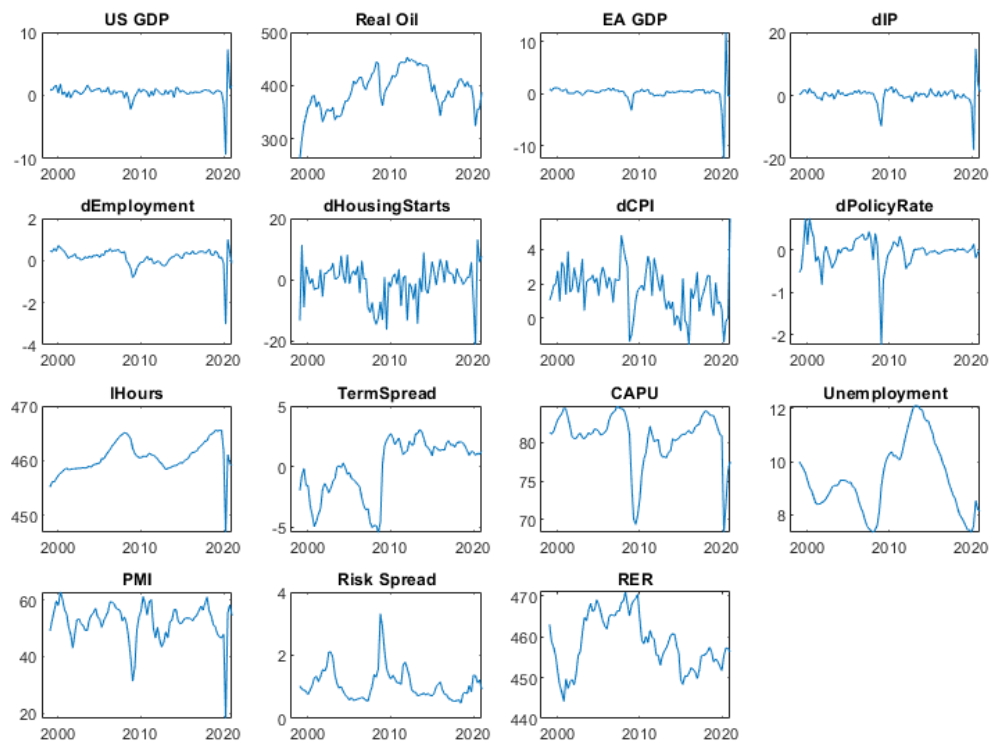 US GDP
10
0
-10
2000 2010 2020
Real Oil
500
400
300
2000 2010 2020
EA GDP
10
0
-10
2000 2010 2020
dIP
20
0
-20
2000 2010 2020
dEmployment
2
0
-2
-4
2000 2010 2020
dHousingStarts
20
0
-20
2000 2010 2020
dCPI
4
2
0
2000 2010 2020
dPolicyRate
0
-1
-2
2000 2010 2020
lHours
470
460
450
2000 2010 2020
TermSpread
5
0
-5
2000 2010 2020
CAPU
80
75
70
2000 2010 2020
Unemployment
12
10
8
2000 2010 2020
PMI
60
40
20
2000 2010 2020
Risk Spread
4
2
0
2000 2010 2020
RER
470
460
450
440
2000 2010 2020